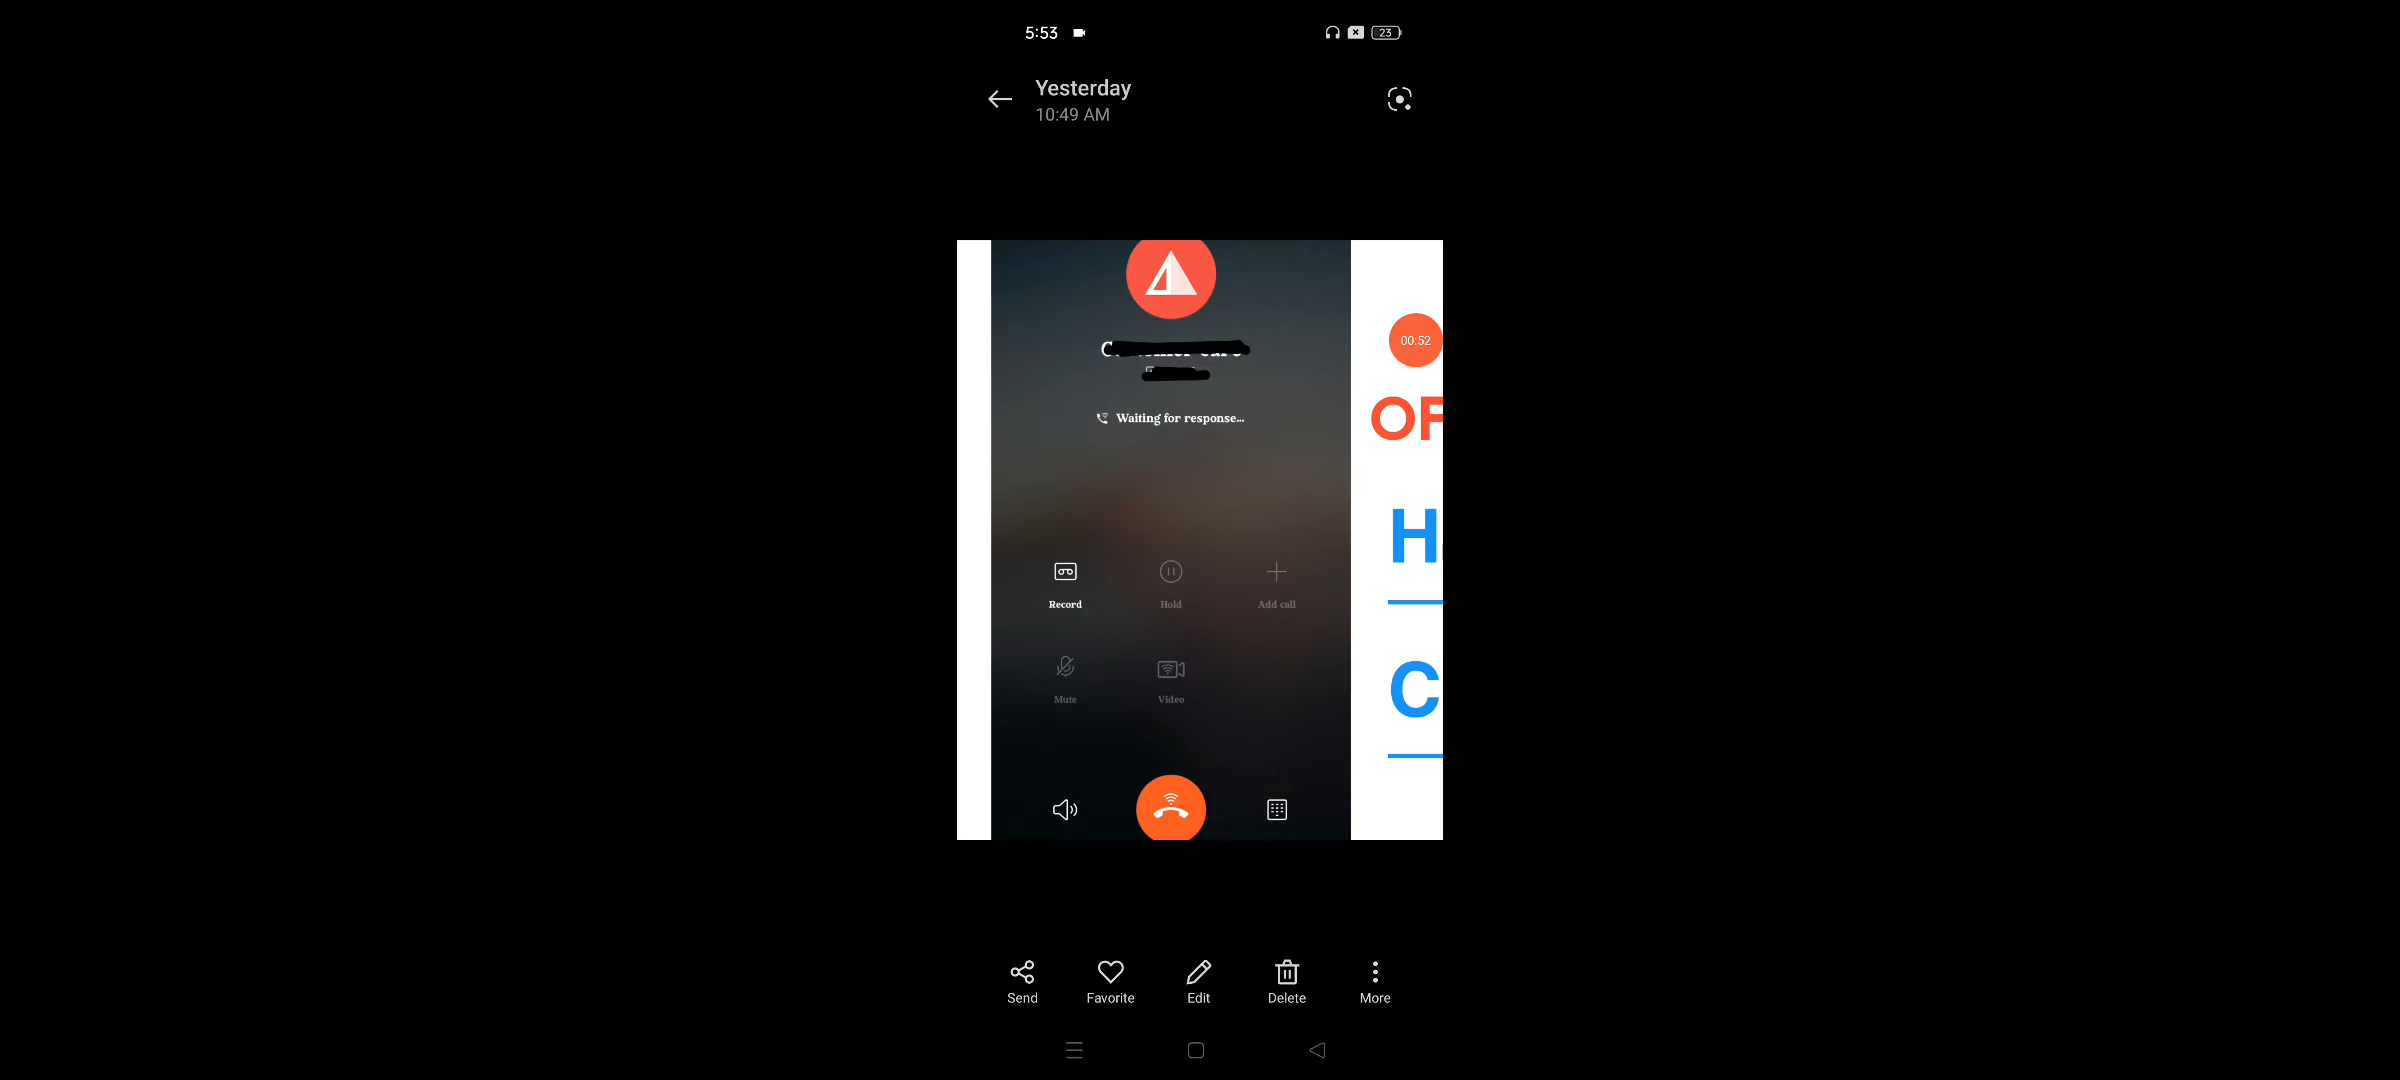 5:53
23
Yesterday
10:49 AM
00:52
Waiting for response...
OF
H
C
Record
Hold
Add call
Mute
Video
Send
Favorite
Edit
Delete
More